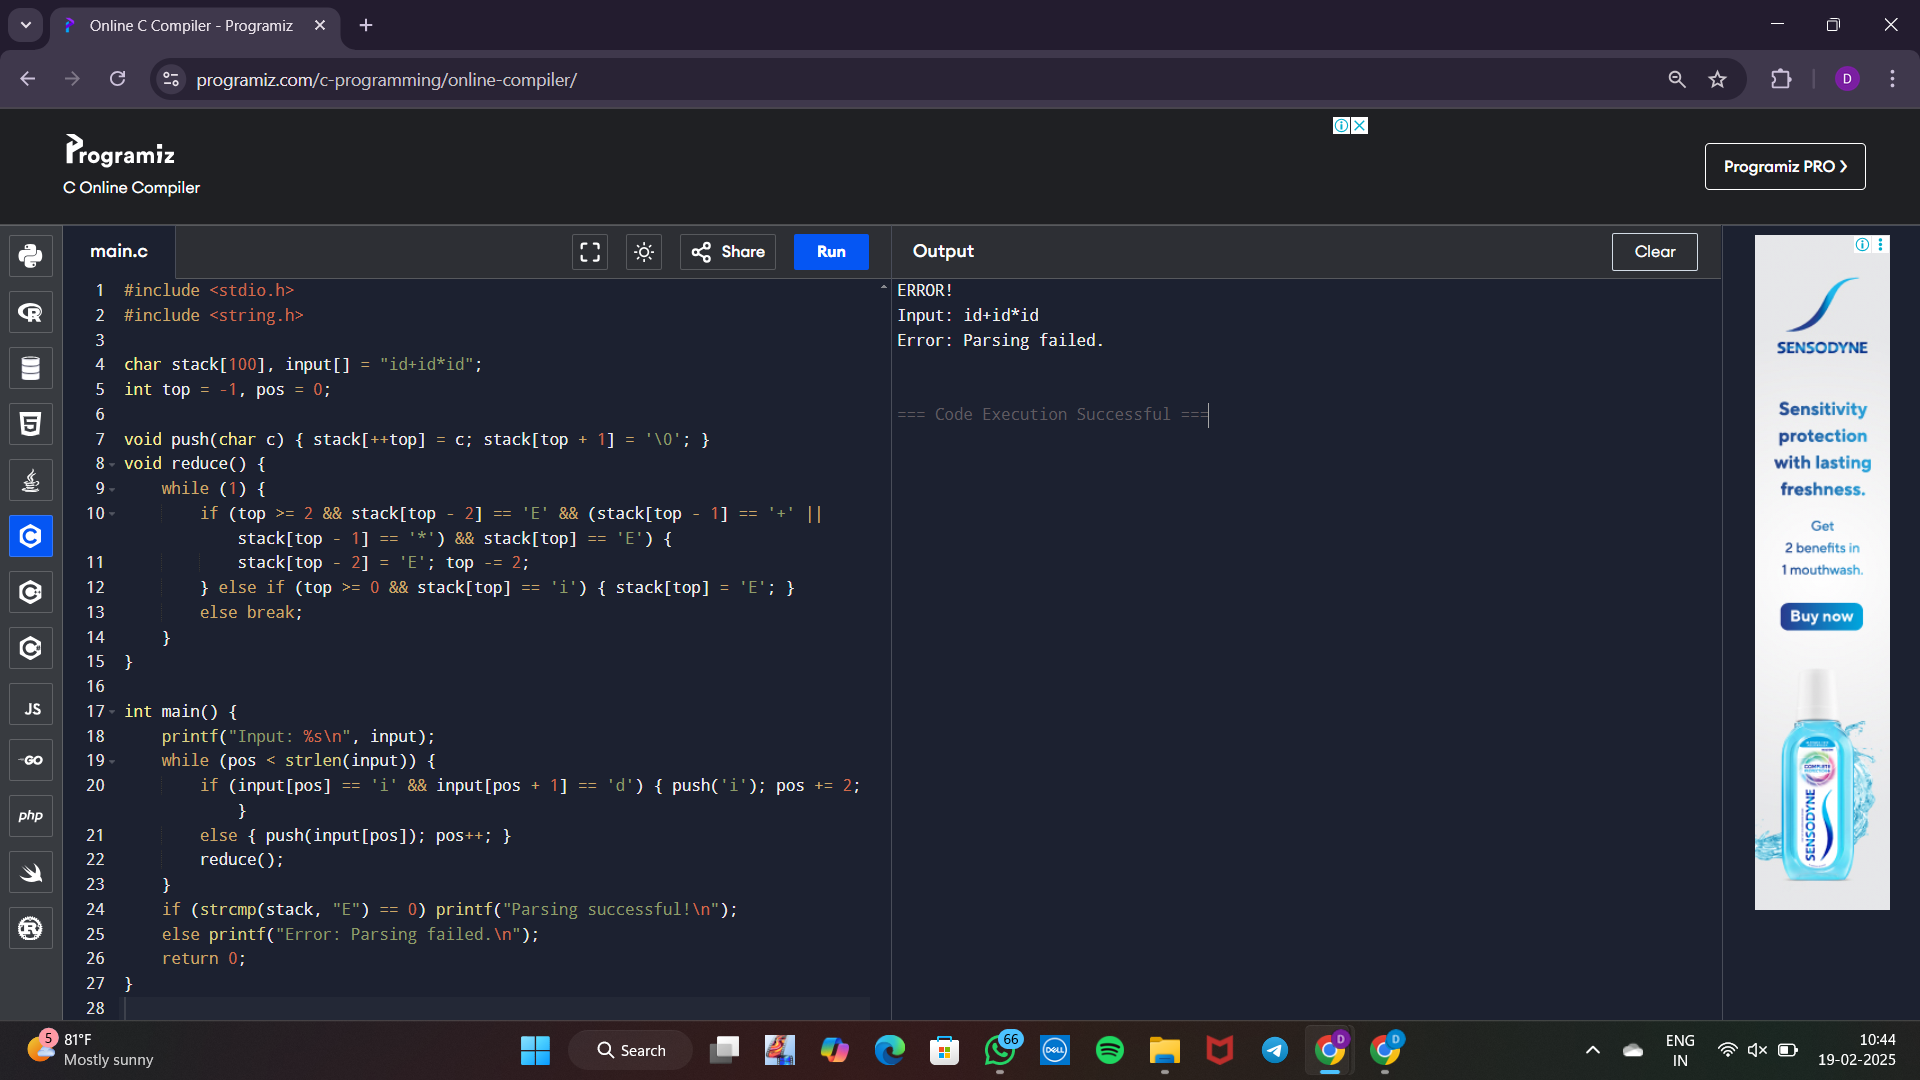 Online C Compiler - Programiz
programiz.com/c-programming/online-compiler/
D
Programiz
C Online Compiler
Programiz PRO
main.c
Share
Run
Output
Clear
1 #include <stdio.h>
2 #include <string.h>
3
4 char stack[100], input[] = "id+id*id";
5 int top = -1, pos = 0;
6
7 void push(char c) { stack[++top] = c; stack[top + 1] = '\0'; }
8 void reduce() {
9     while (1) {
10         if (top >= 2 && stack[top - 2] == 'E' && (stack[top - 1] == '+' ||
            stack[top - 1] == '*') && stack[top] == 'E') {
11             stack[top - 2] = 'E'; top -= 2;
12         } else if (top >= 0 && stack[top] == 'i') { stack[top] = 'E'; }
13         else break;
14     }
15 }
16
17 int main() {
18     printf("Input: %s\n", input);
19     while (pos < strlen(input)) {
20         if (input[pos] == 'i' && input[pos + 1] == 'd') { push('i'); pos += 2;
            }
21         else { push(input[pos]); pos++; }
22         reduce();
23     }
24     if (strcmp(stack, "E") == 0) printf("Parsing successful!\n");
25     else printf("Error: Parsing failed.\n");
26     return 0;
27 }
28
ERROR!
Input: id+id*id
Error: Parsing failed.
=== Code Execution Successful ===
R
5
C
C
JS
GO
php
R
SENSODYNE
Sensitivity
protection
with lasting
freshness.
Get
2 benefits in
1 mouthwash.
Buy now
COMPLETE
SENSODYNE
5
81°F
Mostly sunny
Search
66
DELL
D
D
ENG
IN
10:44
19-02-2025